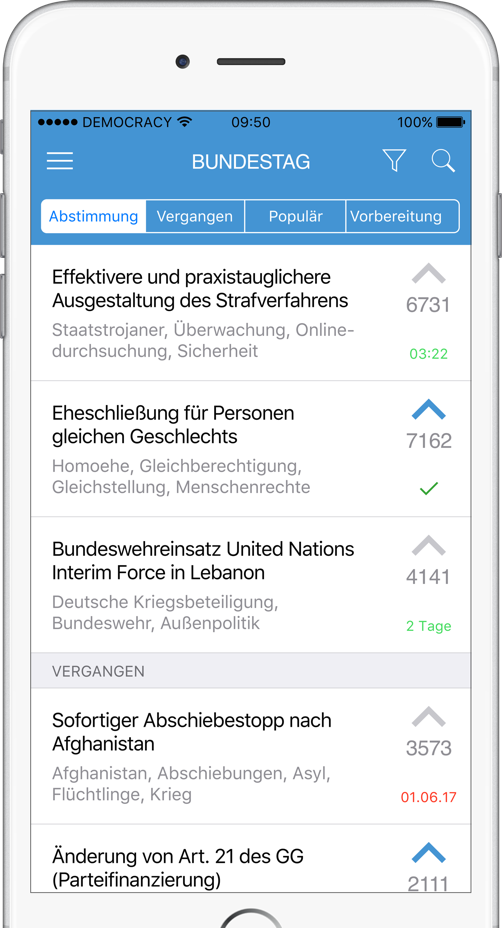 DEMOCRACY 09:50 100%
BUNDESTAG
Abstimmung Vergangen Populär Vorbereitung
Effektivere und praxistauglichere
Ausgestaltung des Strafverfahrens
6731
Staatstrojaner, Überwachung, Online-
durchsuchung, Sicherheit
03:22
Eheschließung für Personen
gleichen Geschlechts
7162
Homoehe, Gleichberechtigung,
Gleichstellung, Menschenrechte
Bundeswehreinsatz United Nations
Interim Force in Lebanon
4141
Deutsche Kriegsbeteiligung,
Bundeswehr, Außenpolitik
2 Tage
VERGANGEN
Sofortiger Abschiebestopp nach
Afghanistan
3573
Afghanistan, Abschiebungen, Asyl,
Flüchtlinge, Krieg
01.06.17
Änderung von Art. 21 des GG
(Parteifinanzierung)
2111